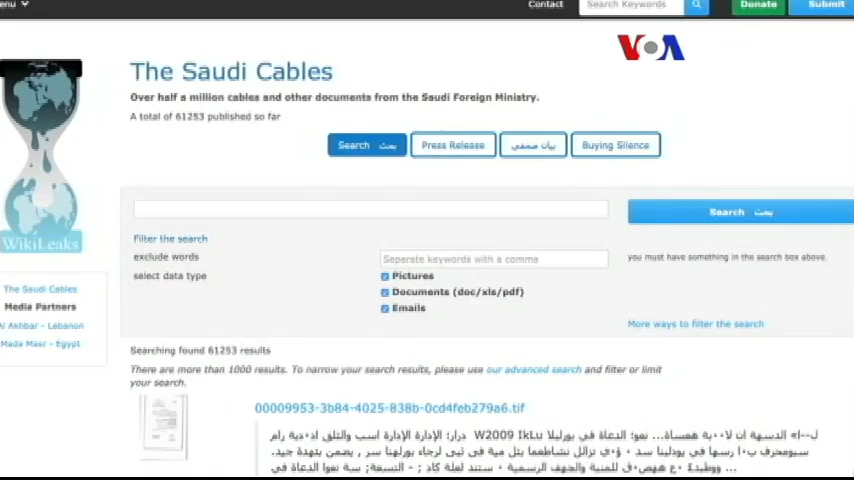 enu
Contact
Search Keywords
Donate
Submit
VOA
The Saudi Cables
Over half a million cables and other documents from the Saudi Foreign Ministry.
A total of 61253 published so far
Search بحث
Press Release
بيان صحفي
Buying Silence
WikiLeaks
Search بحث
Filter the search
exclude words
Separate keywords with a comma
you must have something in the search box above.
select data type
Pictures
Documents (doc/xls/pdf)
Emails
More ways to filter the search
The Saudi Cables
Media Partners
Al Akhbar - Lebanon
Mada Masr - Egypt
Searching found 61253 results
There are more than 1000 results. To narrow your search results, please use our advanced search and filter or limit
your search.
00009953-3b84-4025-838b-0cd4feb279a6.tif